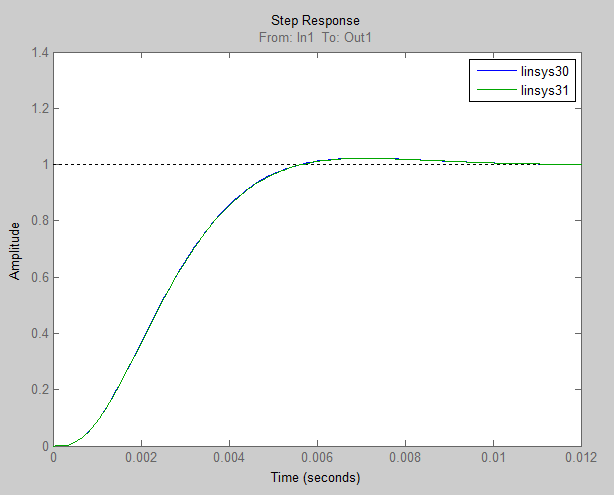 Step Response
From: In1 To: Out1
linsys30
linsys31
1.4
1.2
1
0.8
0.6
0.4
0.2
0
Amplitude
0 0.002 0.004 0.006 0.008 0.01 0.012
Time (seconds)